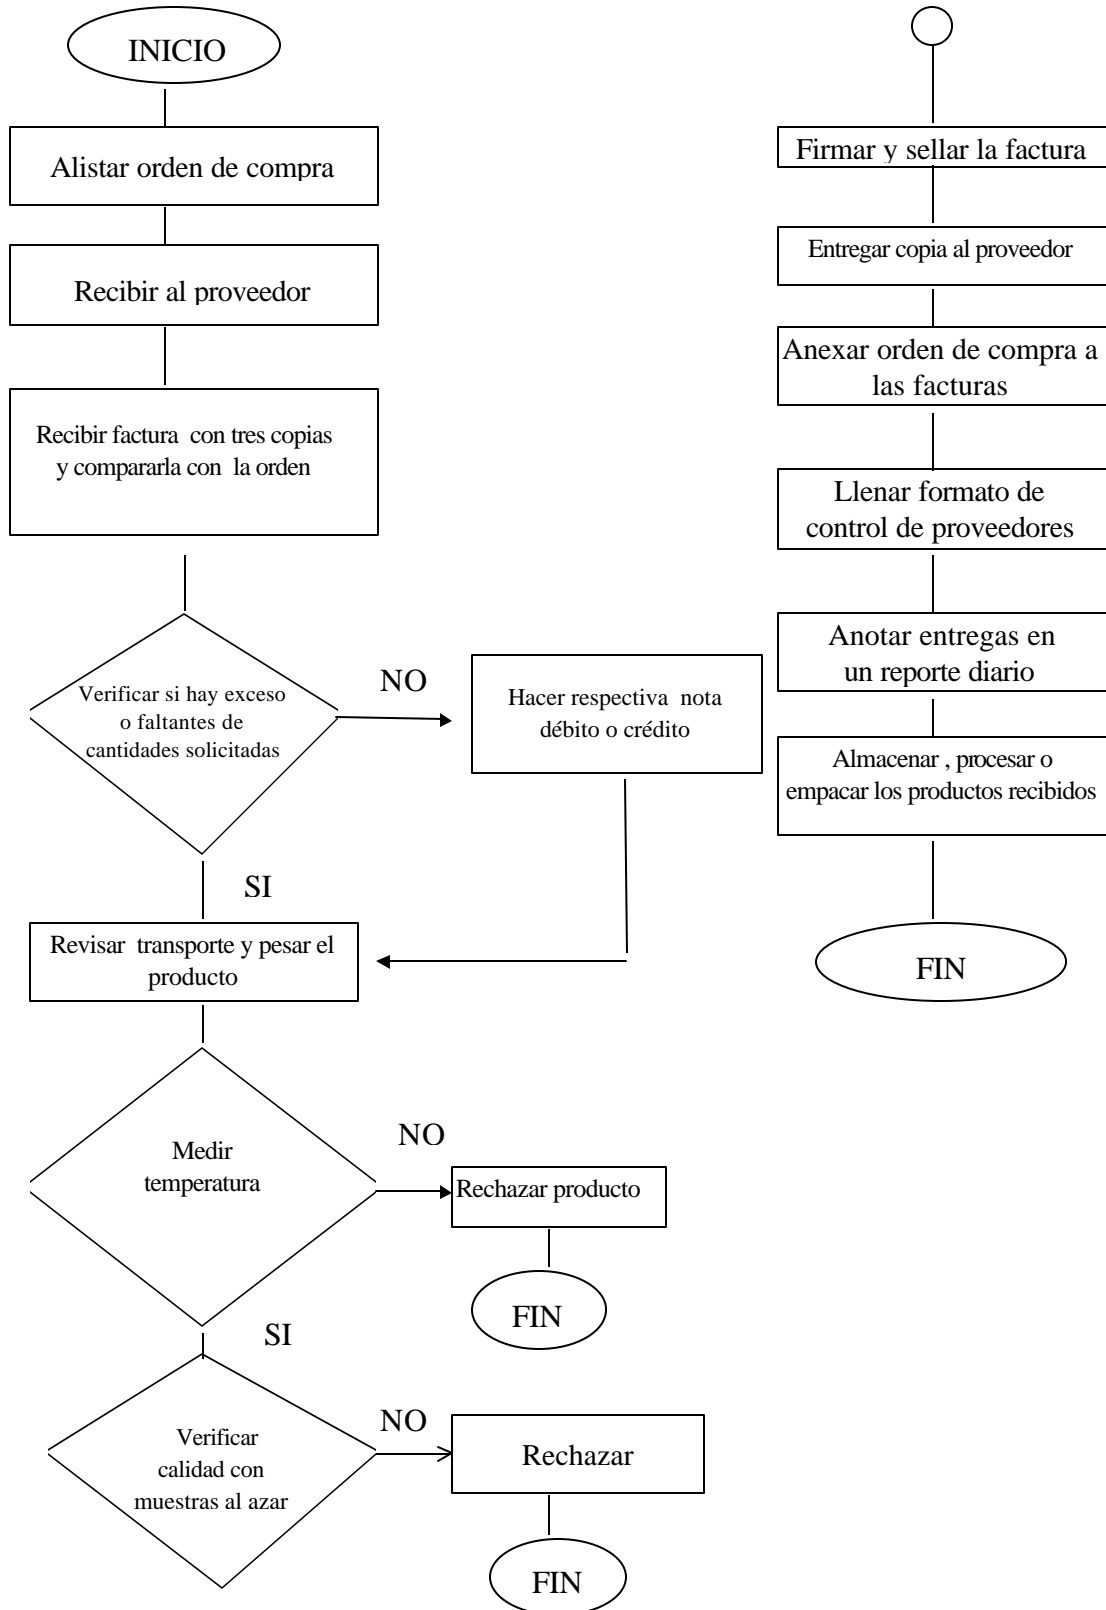 INICIO
Alistar orden de compra
Recibir al proveedor
Recibir factura con tres copias
y compararla con la orden
Verificar si hay exceso
o faltantes de
cantidades solicitadas
NO
Hacer respectiva nota
débito o crédito
SI
Revisar transporte y pesar el
producto
Medir
temperatura
NO
Rechazar producto
FIN
SI
Verificar
calidad con
muestras al azar
NO
Rechazar
FIN
Firmar y sellar la factura
Entregar copia al proveedor
Anexar orden de compra a
las facturas
Llenar formato de
control de proveedores
Anotar entregas en
un reporte diario
Almacenar , procesar o
empacar los productos recibidos
FIN